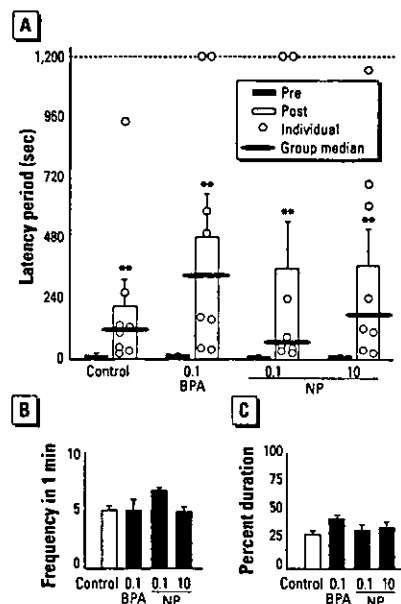 A
Latency period (sec)
1,200
960
720
480
240
0
Pre
Post
Individual
Group median
**
**
**
**
Control
0.1
0.1
10
BPA
NP
B
Frequency in 1 min
10
5
0
Control
0.1
0.1
10
BPA
NP
C
Percent duration
100
75
50
25
0
Control
0.1
0.1
10
BPA
NP